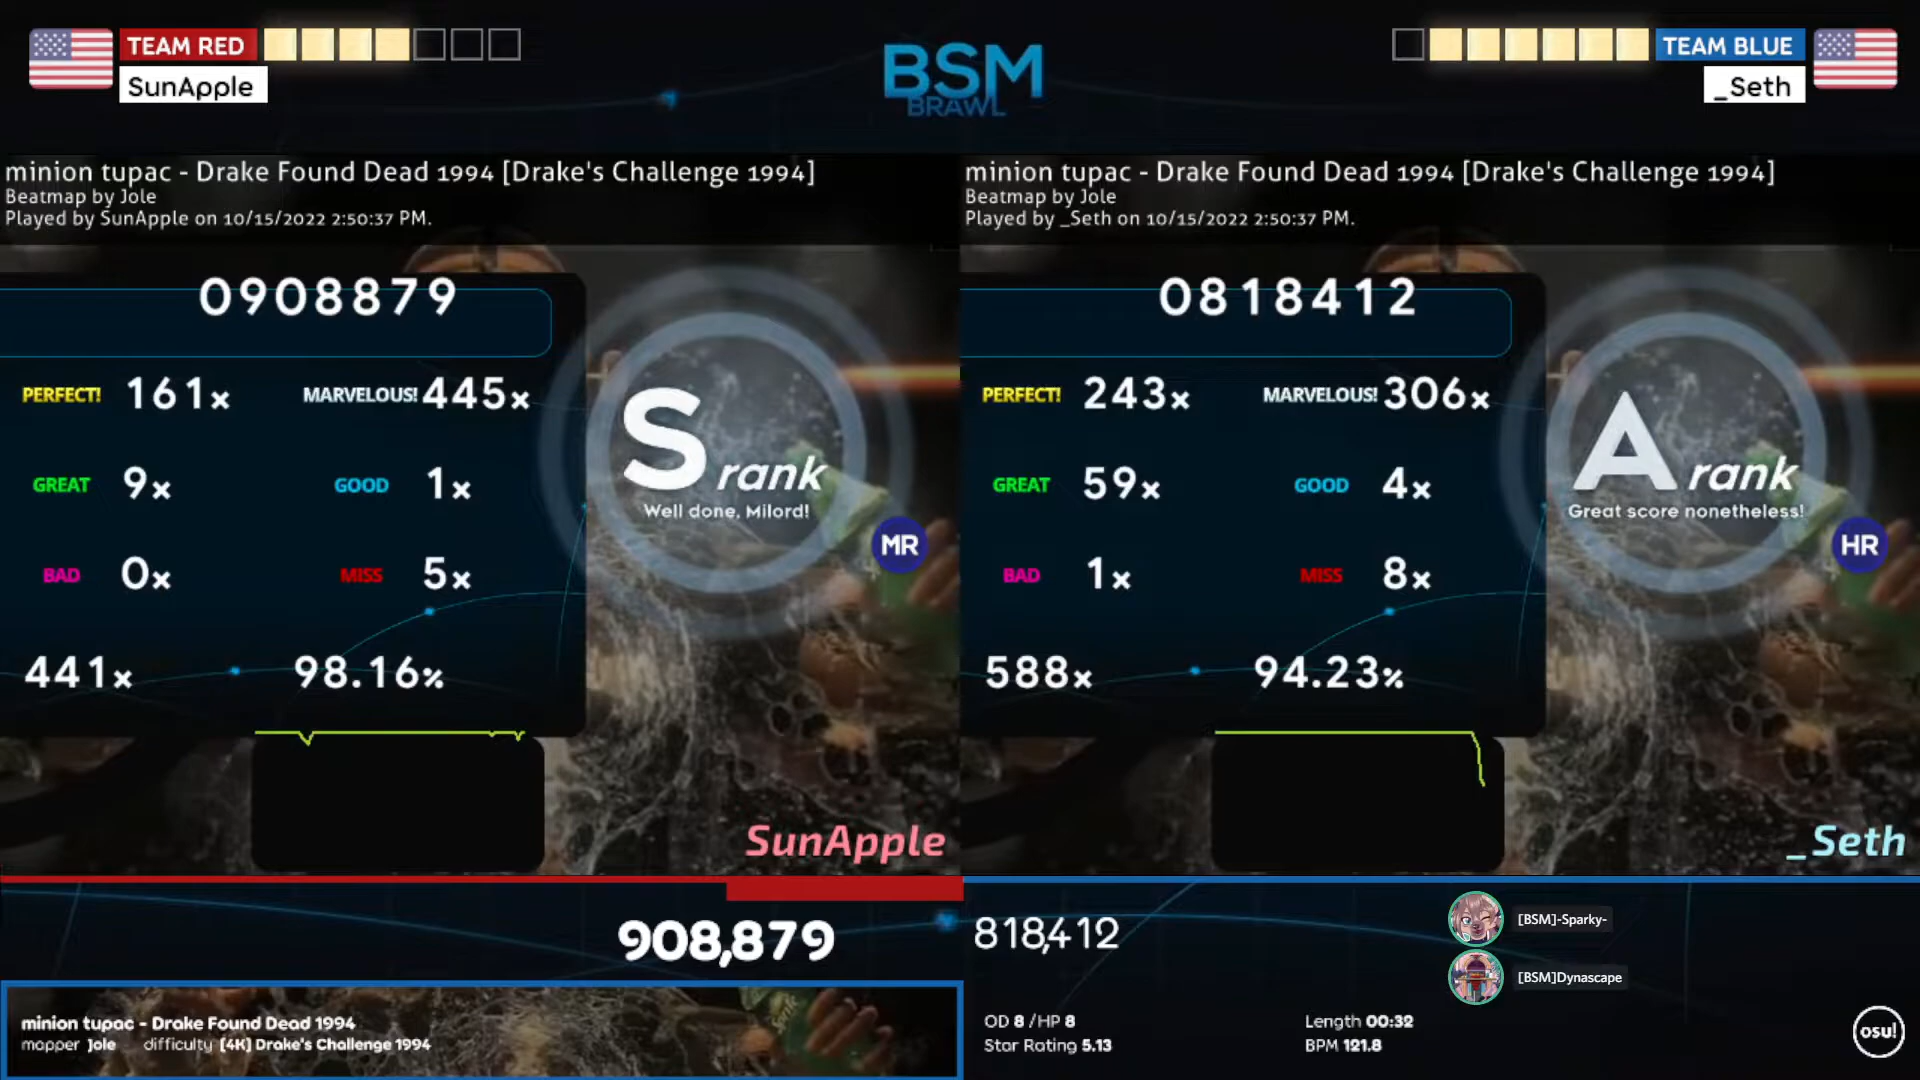 TEAM RED
SunApple
BSM
BRAWL
TEAM BLUE
_Seth
minion tupac - Drake Found Dead 1994 [Drake's Challenge 1994]
Beatmap by Jole
Played by SunApple on 10/15/2022 2:50:37 PM.
0908879
PERFECT! 161x MARVELOUS! 445x
GREAT 9x GOOD 1x
BAD 0x MISS 5x
441x 98.16%
S rank
Well done, Milord!
MR
SunApple
minion tupac - Drake Found Dead 1994 [Drake's Challenge 1994]
Beatmap by Jole
Played by _Seth on 10/15/2022 2:50:37 PM.
0818412
PERFECT! 243x MARVELOUS! 306x
GREAT 59x GOOD 4x
BAD 1x MISS 8x
588x 94.23%
A rank
Great score nonetheless!
HR
_Seth
908,879
818,412
[BSM]-Sparky-
[BSM]Dynascape
minion tupac - Drake Found Dead 1994
mapper Jole difficulty [4K] Drake's Challenge 1994
OD 8 / HP 8
Star Rating 5.13
Length 00:32
BPM 121.8
osu!